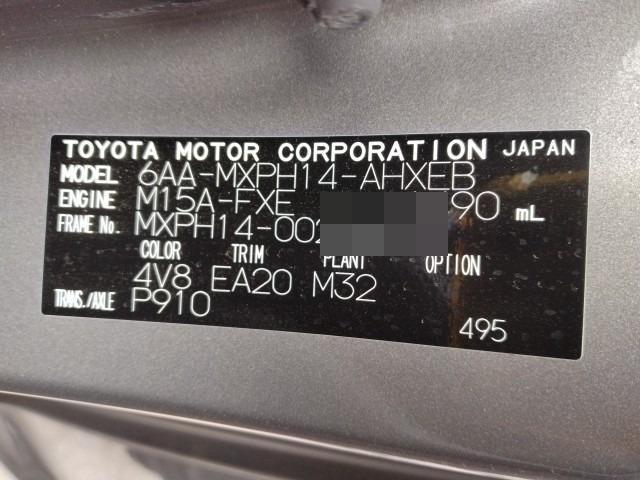 TOYOTA MOTOR CORPORATION JAPAN
MODEL 6AA-MXPH14-AHXEB
ENGINE M15A-FXE 90 mL
FRAME No. MXPH14-002
COLOR TRIM PLANT OPTION
4V8 EA20 M32
TRANS./AXLE P910
495